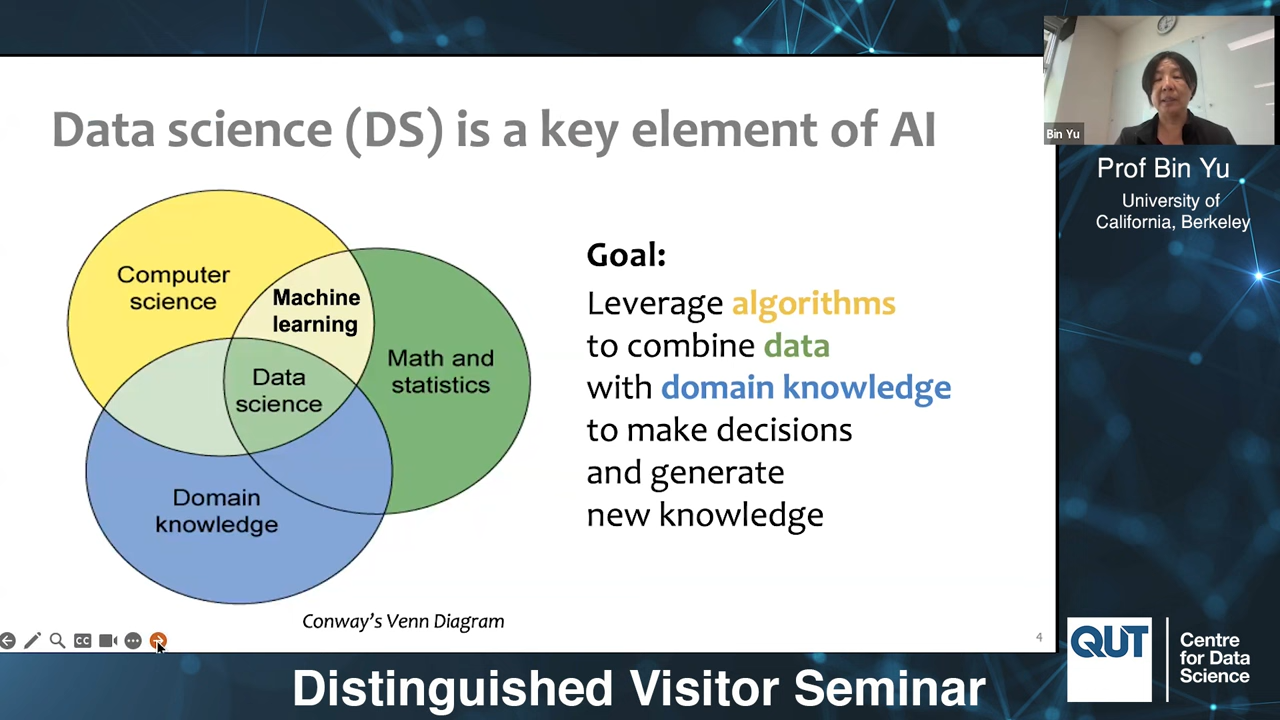 Data science (DS) is a key element of AI
Computer
science
Machine
learning
Math and
statistics
Data
science
Domain
knowledge
Conway's Venn Diagram
Goal:
Leverage algorithms
to combine data
with domain knowledge
to make decisions
and generate
new knowledge
CC
4
Bin Yu
Prof Bin Yu
University of
California, Berkeley
QUT
Centre
for Data
Science
Distinguished Visitor Seminar